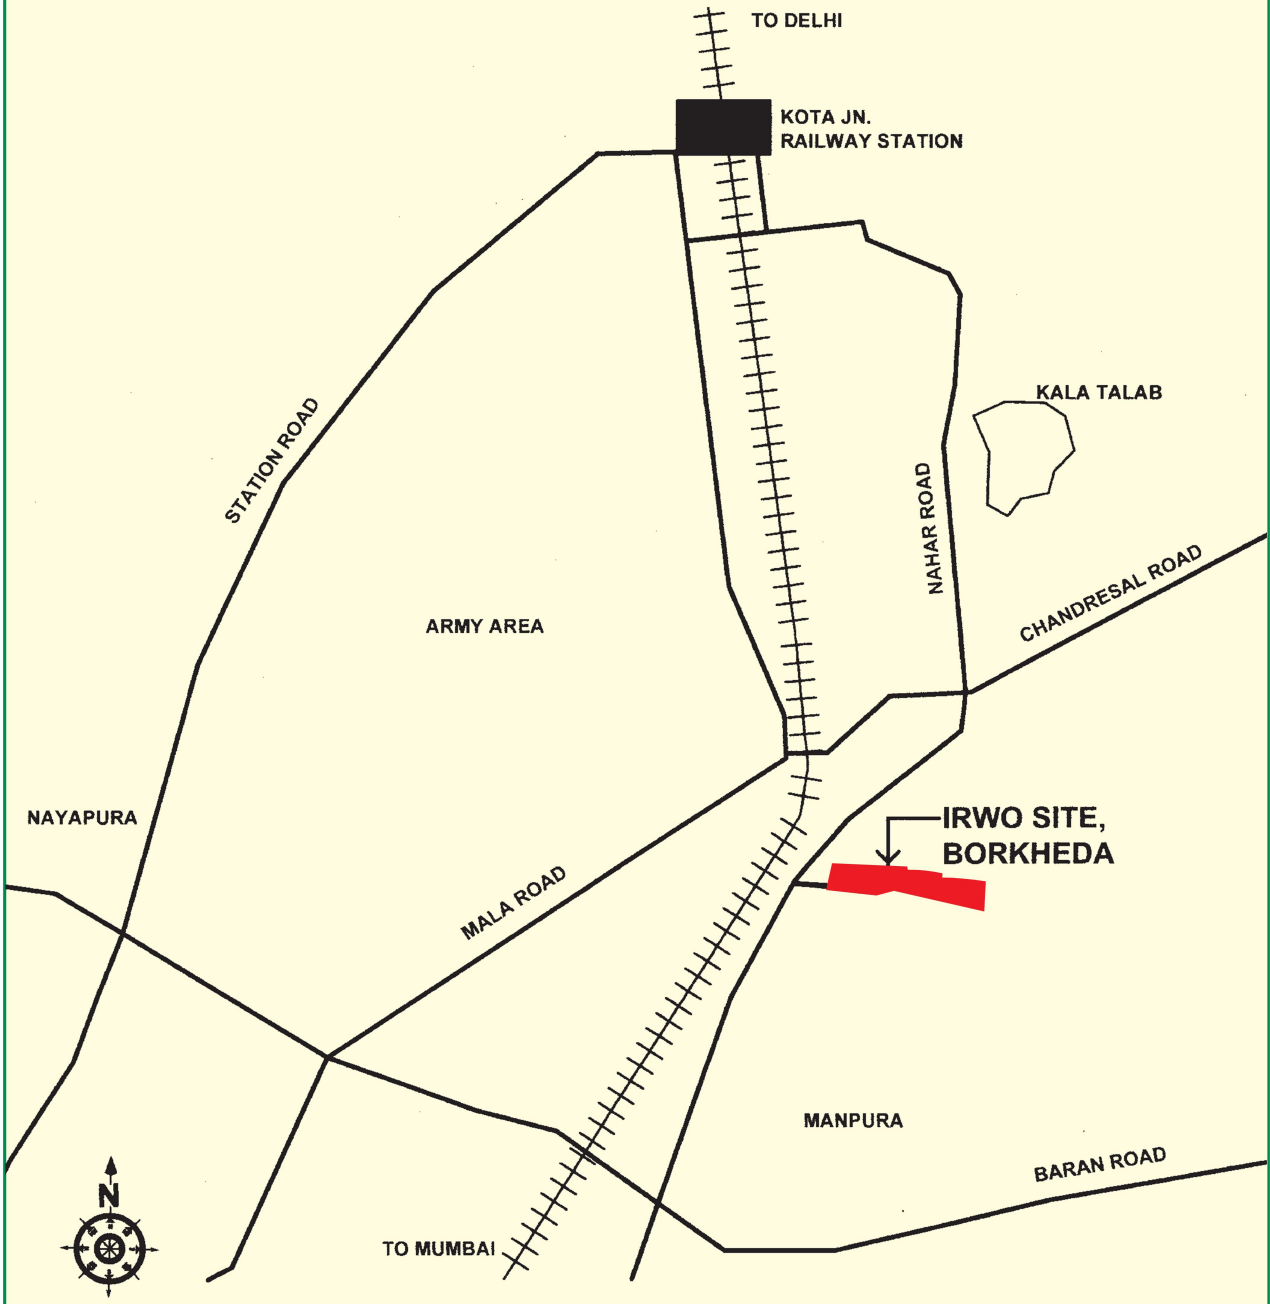 TO DELHI
KOTA JN.
RAILWAY STATION
KALA TALAB
STATION ROAD
NAHAR ROAD
CHANDRESAL ROAD
ARMY AREA
NAYAPURA
IRWO SITE,
BORKHEDA
MALA ROAD
MANPURA
BARAN ROAD
N
TO MUMBAI